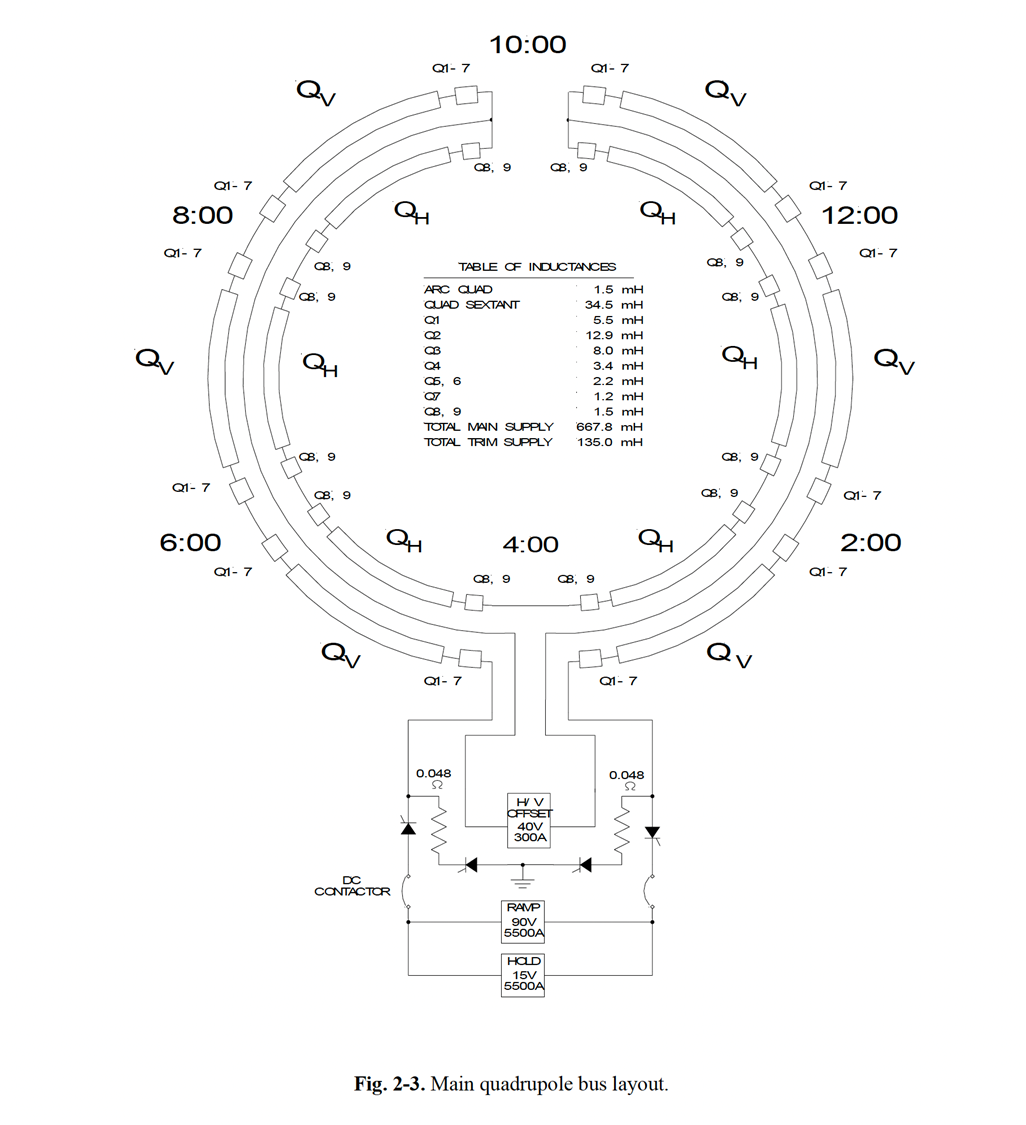 10:00
Q1-7 Q1-7
QV QV
Q8, 9 Q8, 9
Q1-7 Q1-7
8:00 12:00
QH QH
Q1-7 Q1-7
Q8, 9 Q8, 9
Q8, 9 Q8, 9
TABLE OF INDUCTANCES
ARC QUAD 1.5 mH
QUAD SEXTANT 34.5 mH
Q1 5.5 mH
Q2 12.9 mH
Q3 8.0 mH
Q4 3.4 mH
Q5, 6 2.2 mH
Q7 1.2 mH
Q8, 9 1.5 mH
TOTAL MAIN SUPPLY 667.8 mH
TOTAL TRIM SUPPLY 135.0 mH
QV QH QH QV
Q8, 9 Q8, 9
Q1-7 Q8, 9 Q8, 9 Q1-7
6:00 QH 4:00 QH 2:00
Q1-7 Q8, 9 Q8, 9 Q1-7
QV QV
Q1-7 Q1-7
0.048 0.048
Ω Ω
H/V
OFFSET
40V
300A
DC
CONTACTOR
RAMP
90V
5500A
HOLD
15V
5500A
Fig. 2-3. Main quadrupole bus layout.